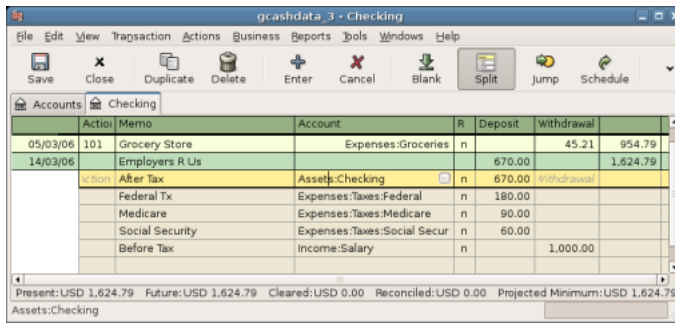 gcashdata_3 - Checking
File Edit View Transaction Actions Business Reports Tools Windows Help
Save Close Duplicate Delete Enter Cancel Blank Split Jump Schedule
Accounts Checking
Actio Memo Account R Deposit Withdrawal
05/03/06 101 Grocery Store Expenses:Groceries n 45.21 954.79
14/03/06 Employers R Us 670.00 1,624.79
Action After Tax Assets:Checking n 670.00 Withdrawal
Federal Tx Expenses:Taxes:Federal n 180.00
Medicare Expenses:Taxes:Medicare n 90.00
Social Security Expenses:Taxes:Social Secur n 60.00
Before Tax Income:Salary n 1,000.00
Present:USD 1,624.79 Future:USD 1,624.79 Cleared:USD 0.00 Reconciled:USD 0.00 Projected Minimum:USD 1,624.79
Assets:Checking